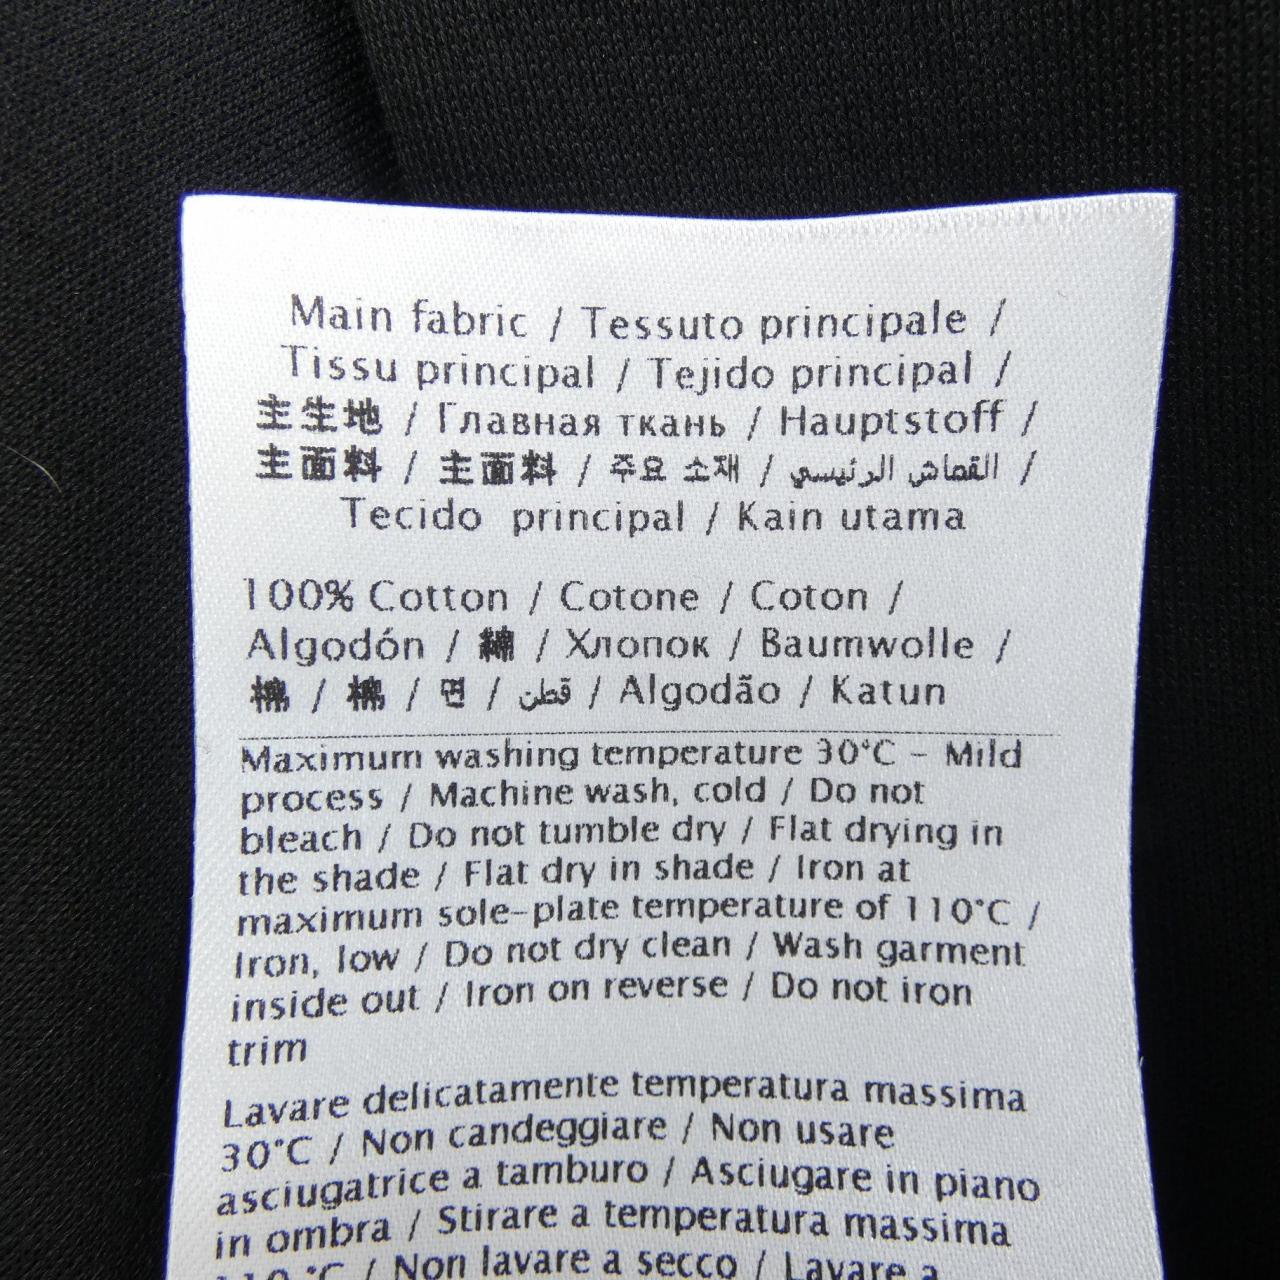 Main fabric / Tessuto principale /
Tissu principal / Tejido principal /
主生地 / Главная ткань / Hauptstoff /
主面料 / 主面料 / 주요 소재 / القماش الرئيسي /
Tecido principal / Kain utama
100% Cotton / Cotone / Coton /
Algodón / 綿 / Хлопок / Baumwolle /
棉 / 棉 / 면 / قطن / Algodão / Katun
Maximum washing temperature 30°C – Mild
process / Machine wash, cold / Do not
bleach / Do not tumble dry / Flat drying in
the shade / Flat dry in shade / Iron at
maximum sole-plate temperature of 110°C /
Iron, low / Do not dry clean / Wash garment
inside out / Iron on reverse / Do not iron
trim
Lavare delicatamente temperatura massima
30°C / Non candeggiare / Non usare
asciugatrice a tamburo / Asciugare in piano
in ombra / Stirare a temperatura massima
110°C / Non lavare a secco / Lavare a